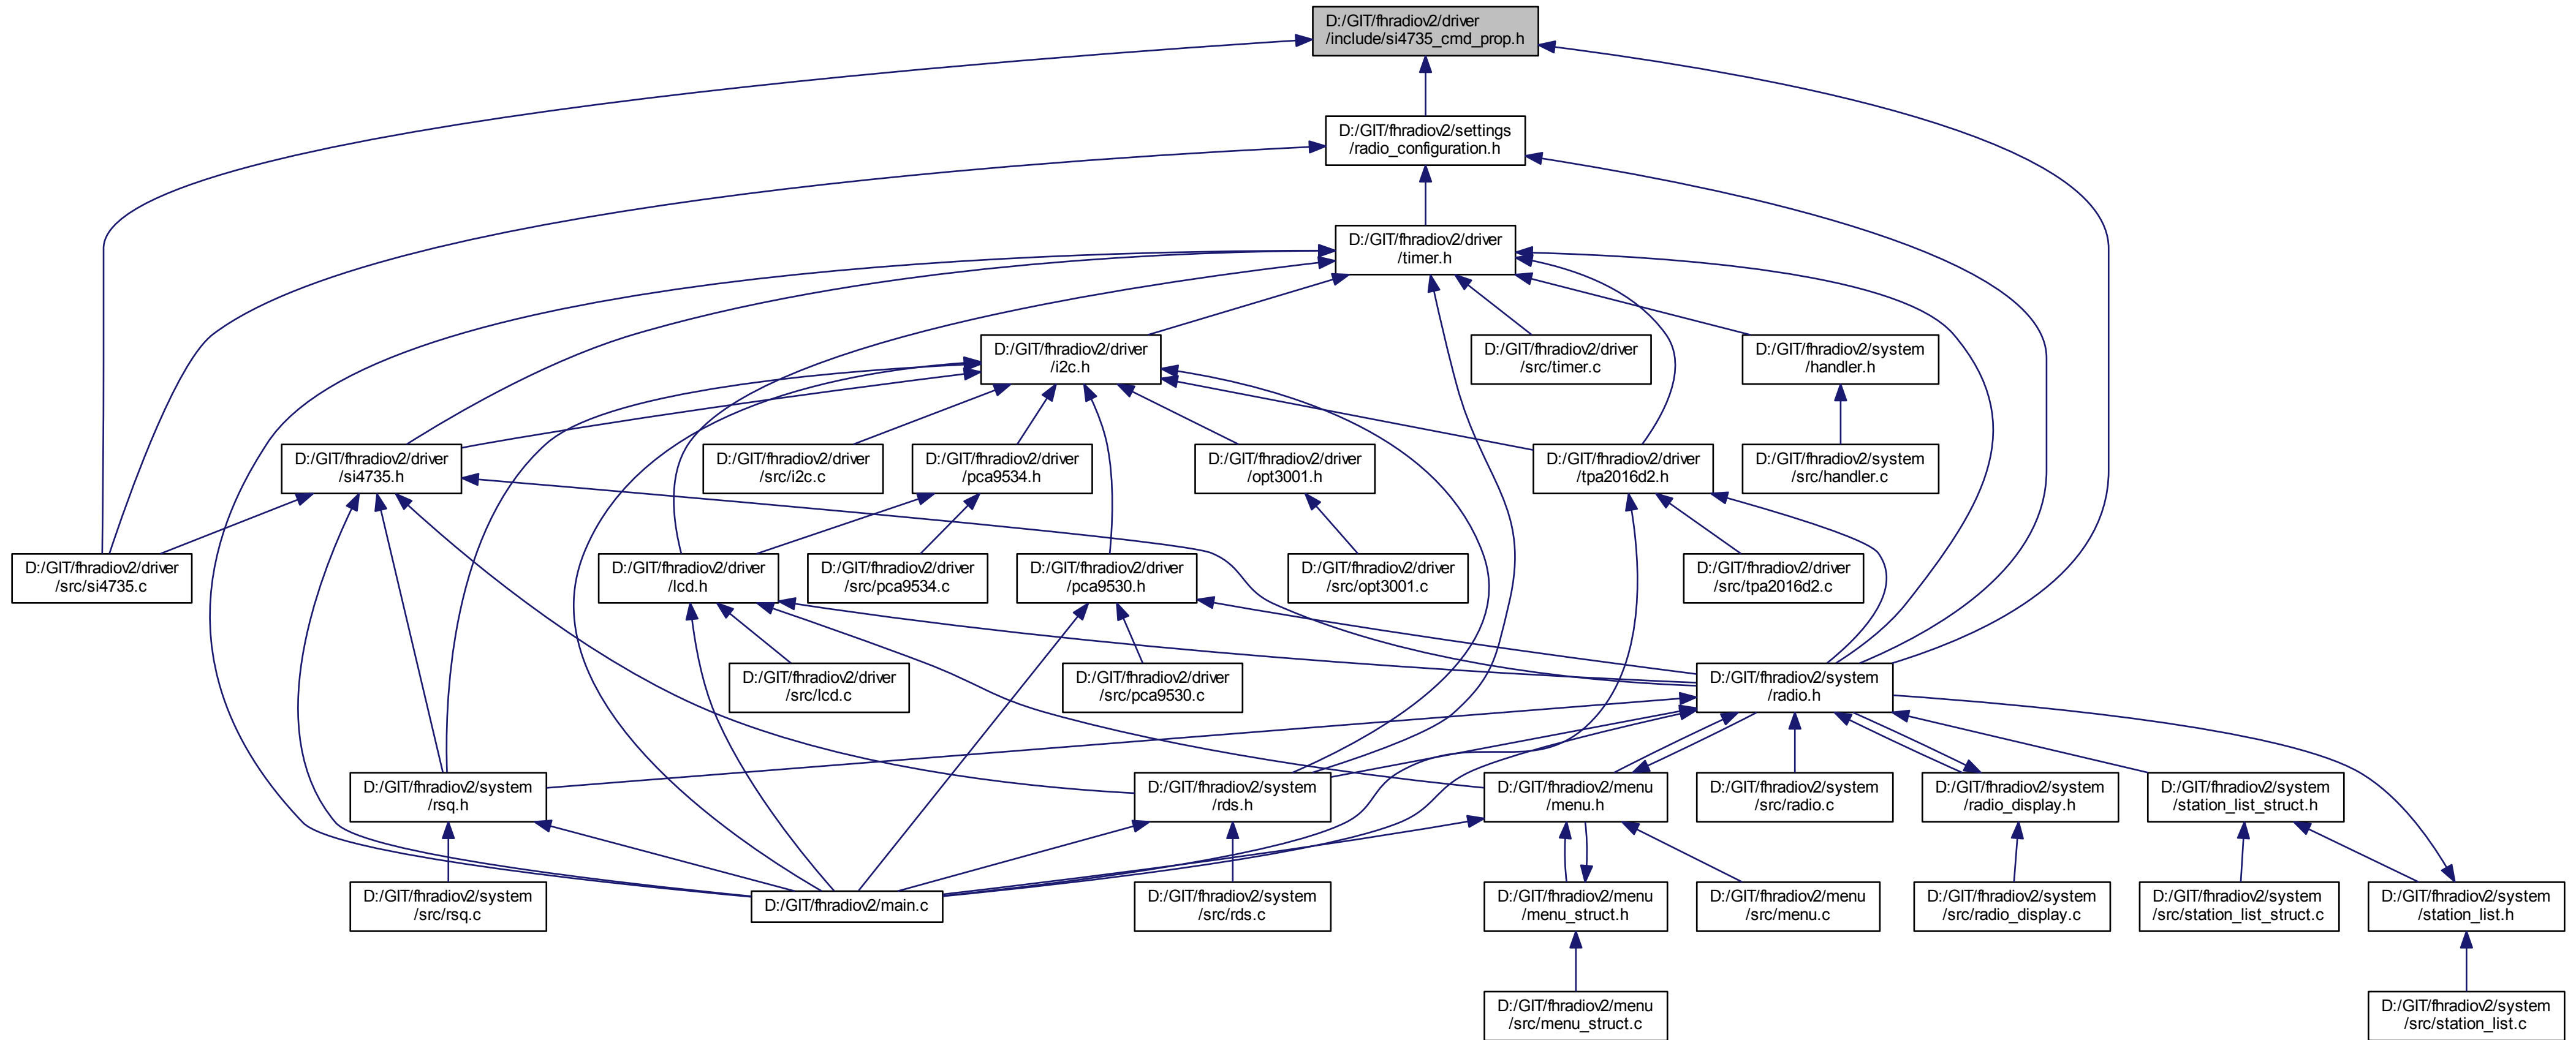 D:/GIT/fhradiov2/driver
/include/si4735_cmd_prop.h
D:/GIT/fhradiov2/settings
/radio_configuration.h
D:/GIT/fhradiov2/driver
/timer.h
D:/GIT/fhradiov2/driver
/i2c.h
D:/GIT/fhradiov2/driver
src/timer.c
D:/GIT/fhradiov2/system
/handler.h
D:/GIT/fhradiov2/driver
/si4735.h
D:/GIT/fhradiov2/driver
/src/i2c.c
D:/GIT/fhradiov2/driver
/pca9534.h
D:/GIT/fhradiov2/driver
/opt3001.h
D:/GIT/fhradiov2/driver
/tpa2016d2.h
D:/GIT/fhradiov2/system
/src/handler.c
D:/GIT/fhradiov2/driver
/src/si4735.c
D:/GIT/fhradiov2/driver
/lcd.h
D:/GIT/fhradiov2/driver
/src/pca9534.c
D:/GIT/fhradiov2/driver
/pca9530.h
D:/GIT/fhradiov2/driver
/src/opt3001.c
D:/GIT/fhradiov2/driver
/src/tpa2016d2.c
D:/GIT/fhradiov2/driver
/src/lcd.c
D:/GIT/fhradiov2/driver
/src/pca9530.c
D:/GIT/fhradiov2/system
/radio.h
D:/GIT/fhradiov2/system
/rsq.h
D:/GIT/fhradiov2/system
/rds.h
D:/GIT/fhradiov2/menu
/menu.h
D:/GIT/fhradiov2/system
/src/radio.c
D:/GIT/fhradiov2/system
/radio_display.h
D:/GIT/fhradiov2/system
/station_list_struct.h
D:/GIT/fhradiov2/system
/src/rsq.c
D:/GIT/fhradiov2/main.c
D:/GIT/fhradiov2/system
/src/rds.c
D:/GIT/fhradiov2/menu
/menu_struct.h
D:/GIT/fhradiov2/menu
/src/menu.c
D:/GIT/fhradiov2/system
/src/radio_display.c
D:/GIT/fhradiov2/system
/src/station_list_struct.c
D:/GIT/fhradiov2/system
/station_list.h
D:/GIT/fhradiov2/menu
/src/menu_struct.c
D:/GIT/fhradiov2/system
/src/station_list.c